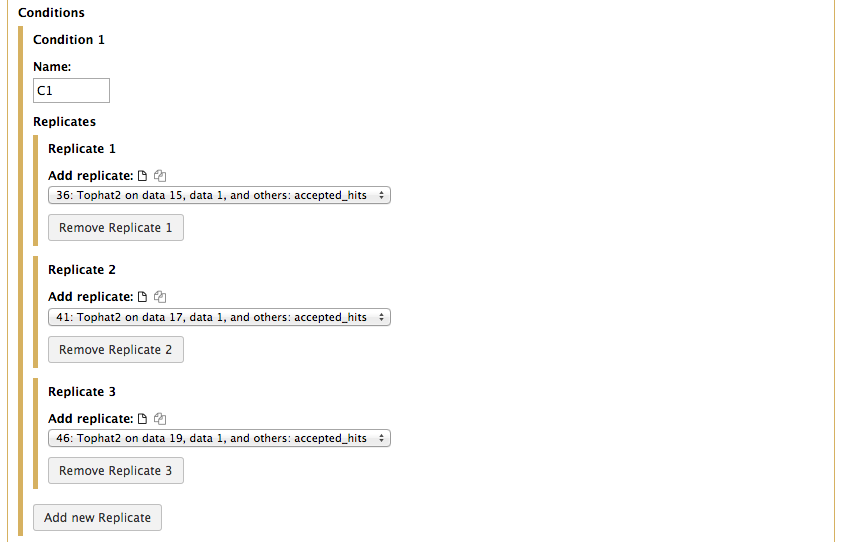 Conditions
Condition 1
Name:
C1
Replicates
Replicate 1
Add replicate:
36: Tophat2 on data 15, data 1, and others: accepted_hits
Remove Replicate 1
Replicate 2
Add replicate:
41: Tophat2 on data 17, data 1, and others: accepted_hits
Remove Replicate 2
Replicate 3
Add replicate:
46: Tophat2 on data 19, data 1, and others: accepted_hits
Remove Replicate 3
Add new Replicate